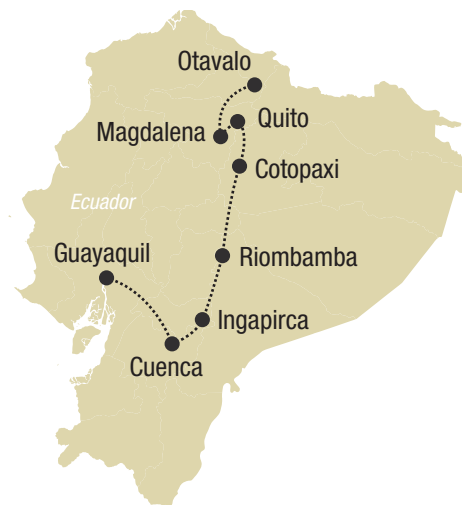 Otavalo
Quito
Magdalena
Cotopaxi
Ecuador
Guayaquil
Riombamba
Ingapirca
Cuenca